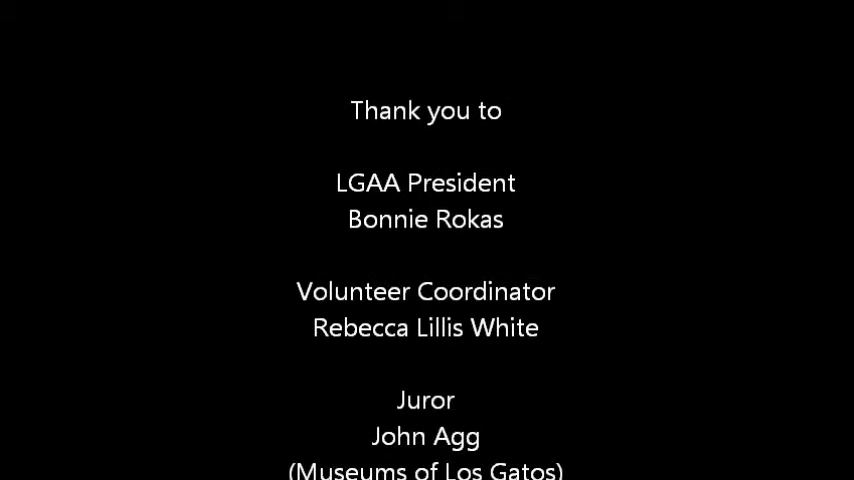 Thank you to
LGAA President
Bonnie Rokas
Volunteer Coordinator
Rebecca Lillis White
Juror
John Agg
(Museums of Los Gatos)